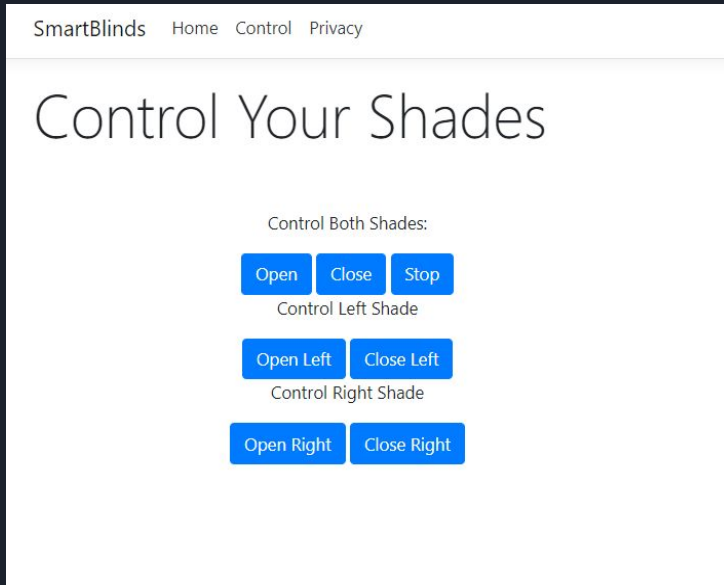 SmartBlinds Home Control Privacy
Control Your Shades
Control Both Shades:
Open Close Stop
Control Left Shade
Open Left Close Left
Control Right Shade
Open Right Close Right